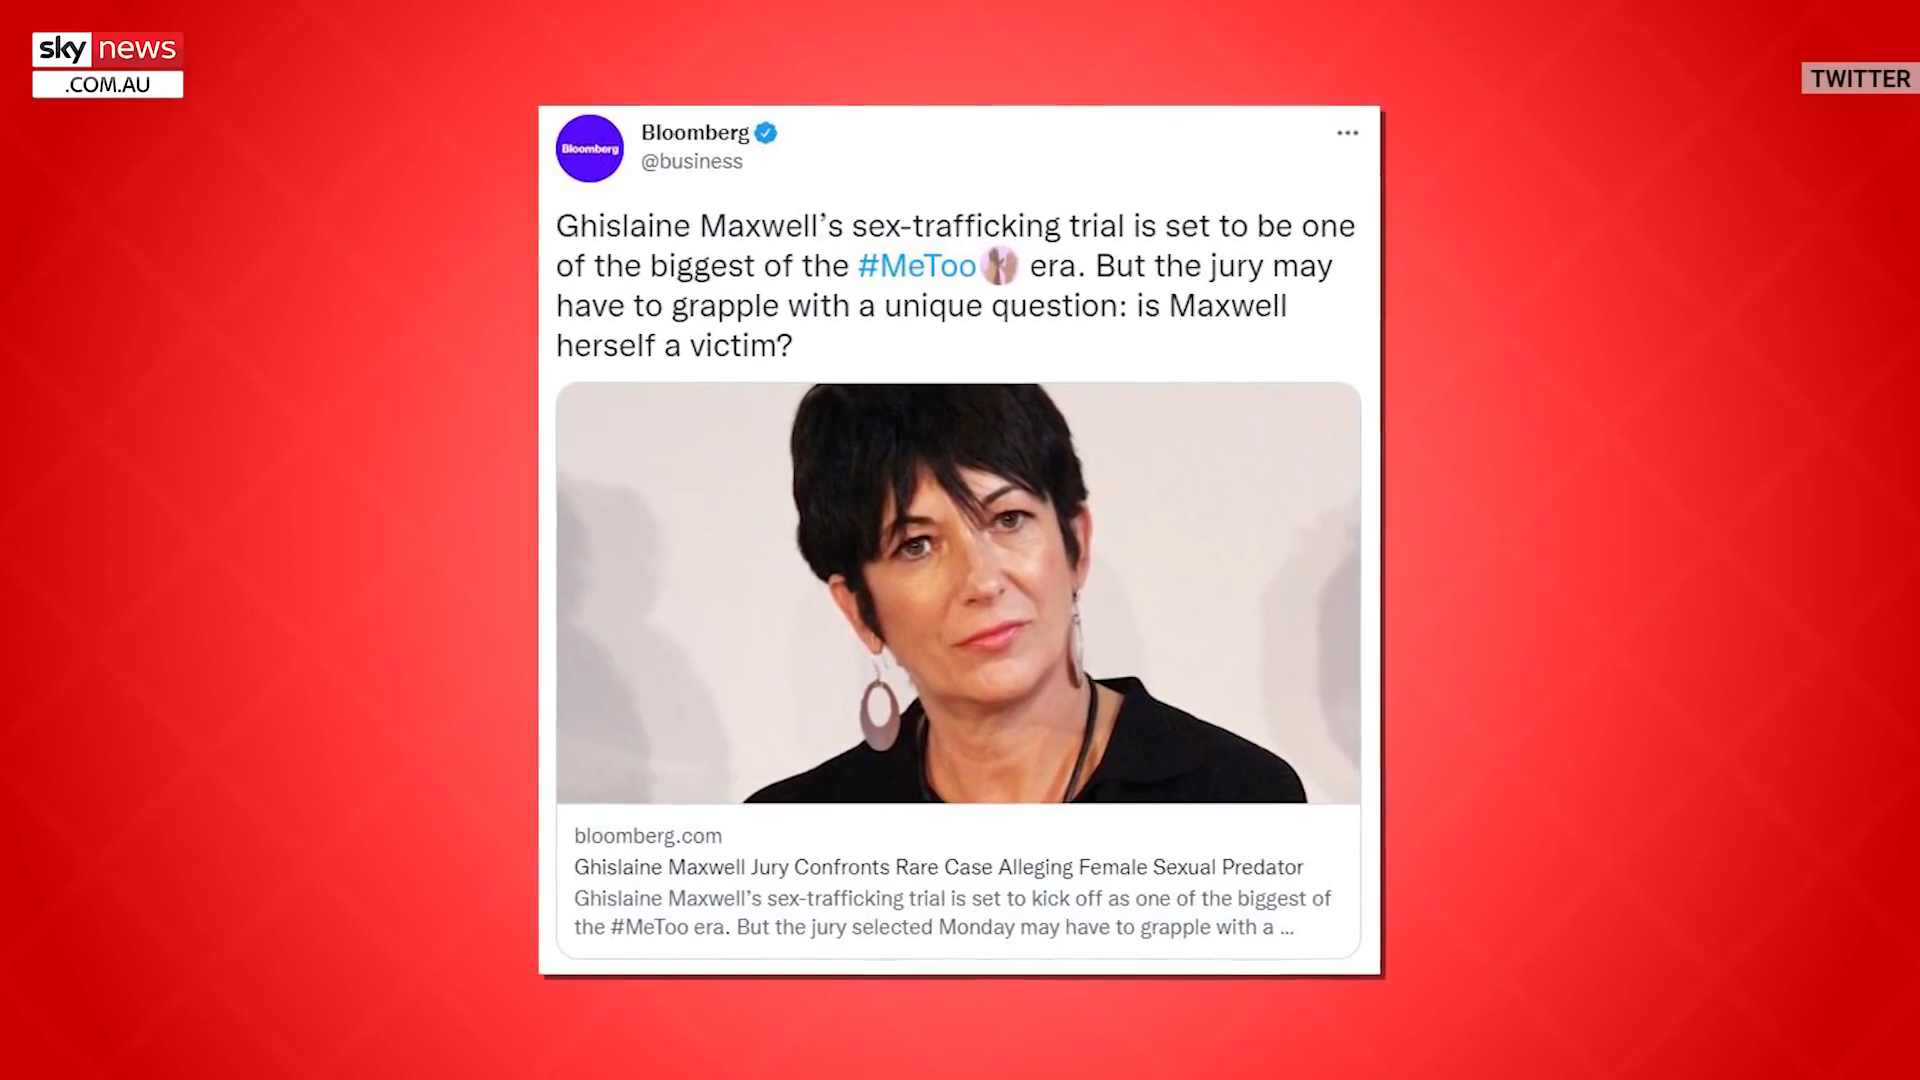 sky news
.COM.AU
TWITTER
Bloomberg
Bloomberg
@business
Ghislaine Maxwell’s sex-trafficking trial is set to be one
of the biggest of the #MeToo era. But the jury may
have to grapple with a unique question: is Maxwell
herself a victim?
bloomberg.com
Ghislaine Maxwell Jury Confronts Rare Case Alleging Female Sexual Predator
Ghislaine Maxwell’s sex-trafficking trial is set to kick off as one of the biggest of
the #MeToo era. But the jury selected Monday may have to grapple with a ...